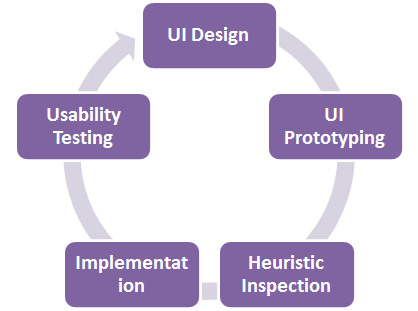 UI Design
UI
Prototyping
Heuristic
Inspection
Implementat
ion
Usability
Testing